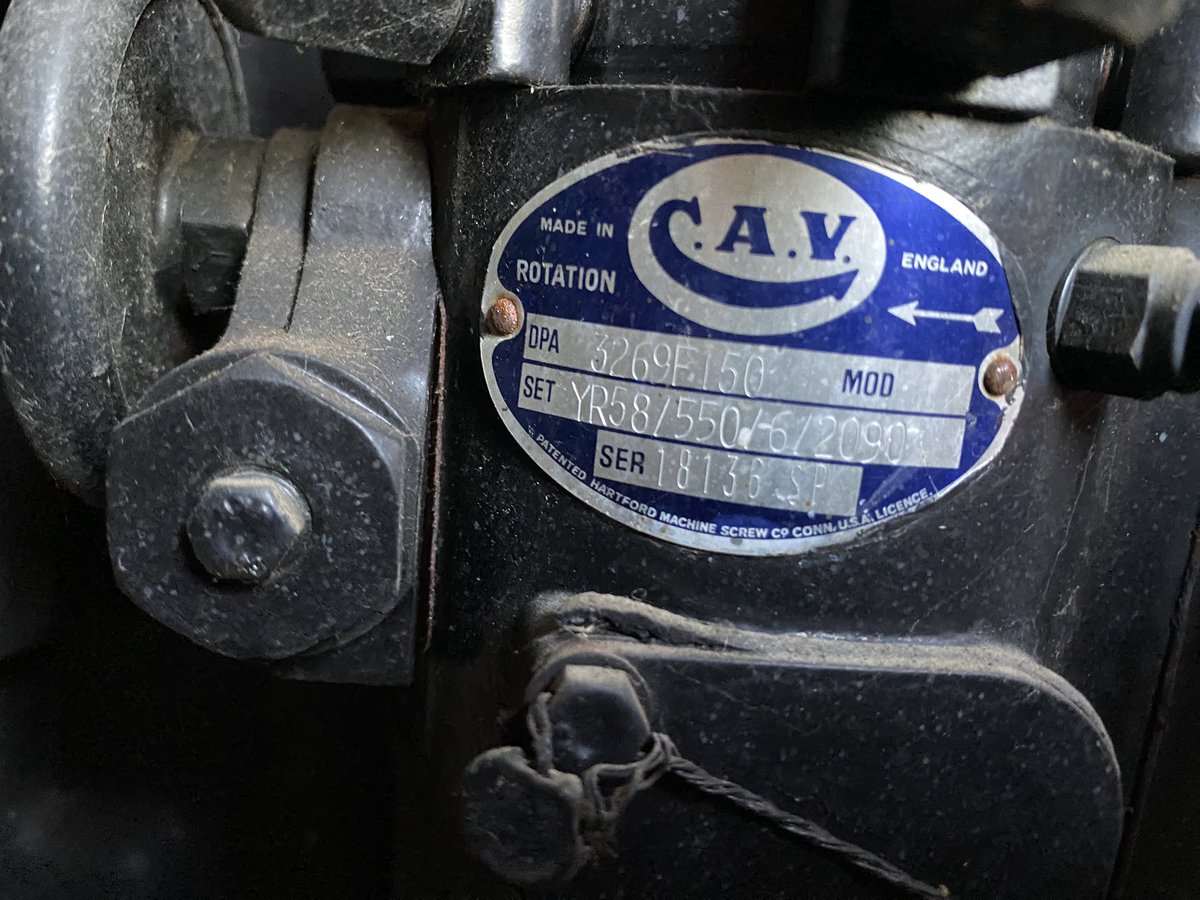 C.A.V.
MADE IN ENGLAND
ROTATION
DPA 3269F150 MOD
SET YR58/550/6/2090
SER 18136 SP
PATENTED HARTFORD MACHINE SCREW CO CONN. U.S.A. LICENCE.